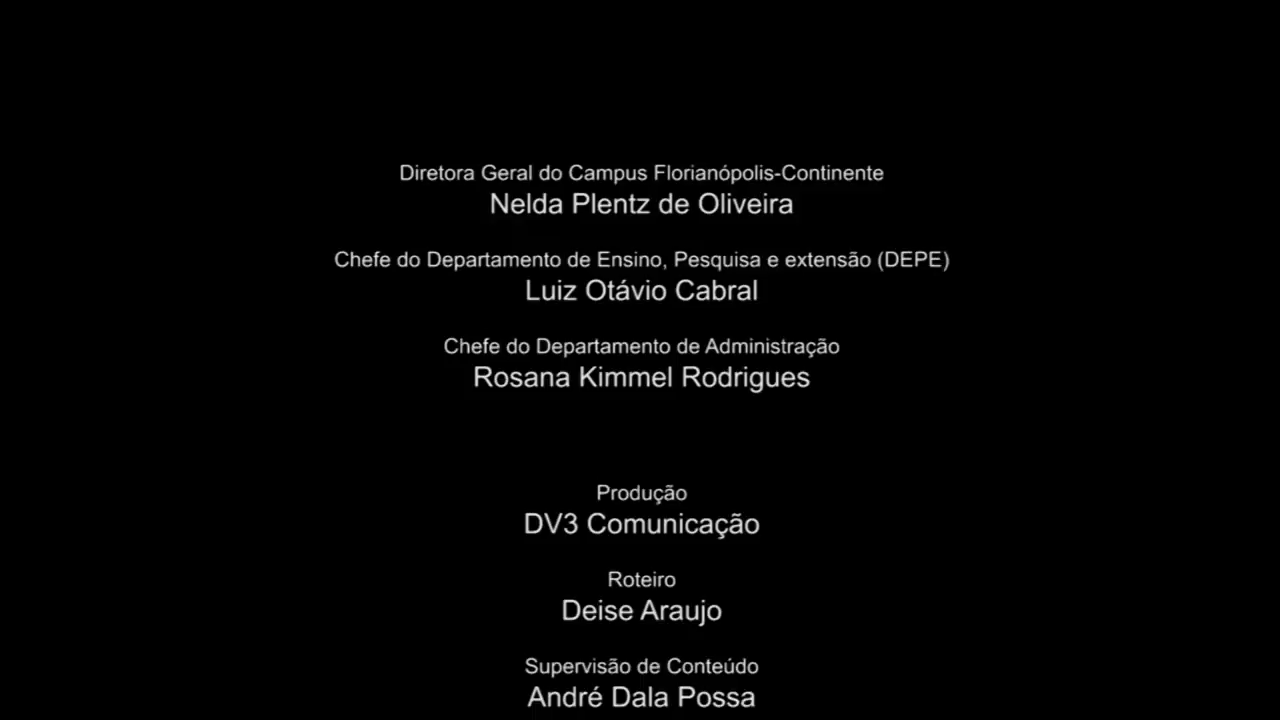 Diretora Geral do Campus Florianópolis-Continente
Nelda Plentz de Oliveira
Chefe do Departamento de Ensino, Pesquisa e extensão (DEPE)
Luiz Otávio Cabral
Chefe do Departamento de Administração
Rosana Kimmel Rodrigues
Produção
DV3 Comunicação
Roteiro
Deise Araujo
Supervisão de Conteúdo
André Dala Possa